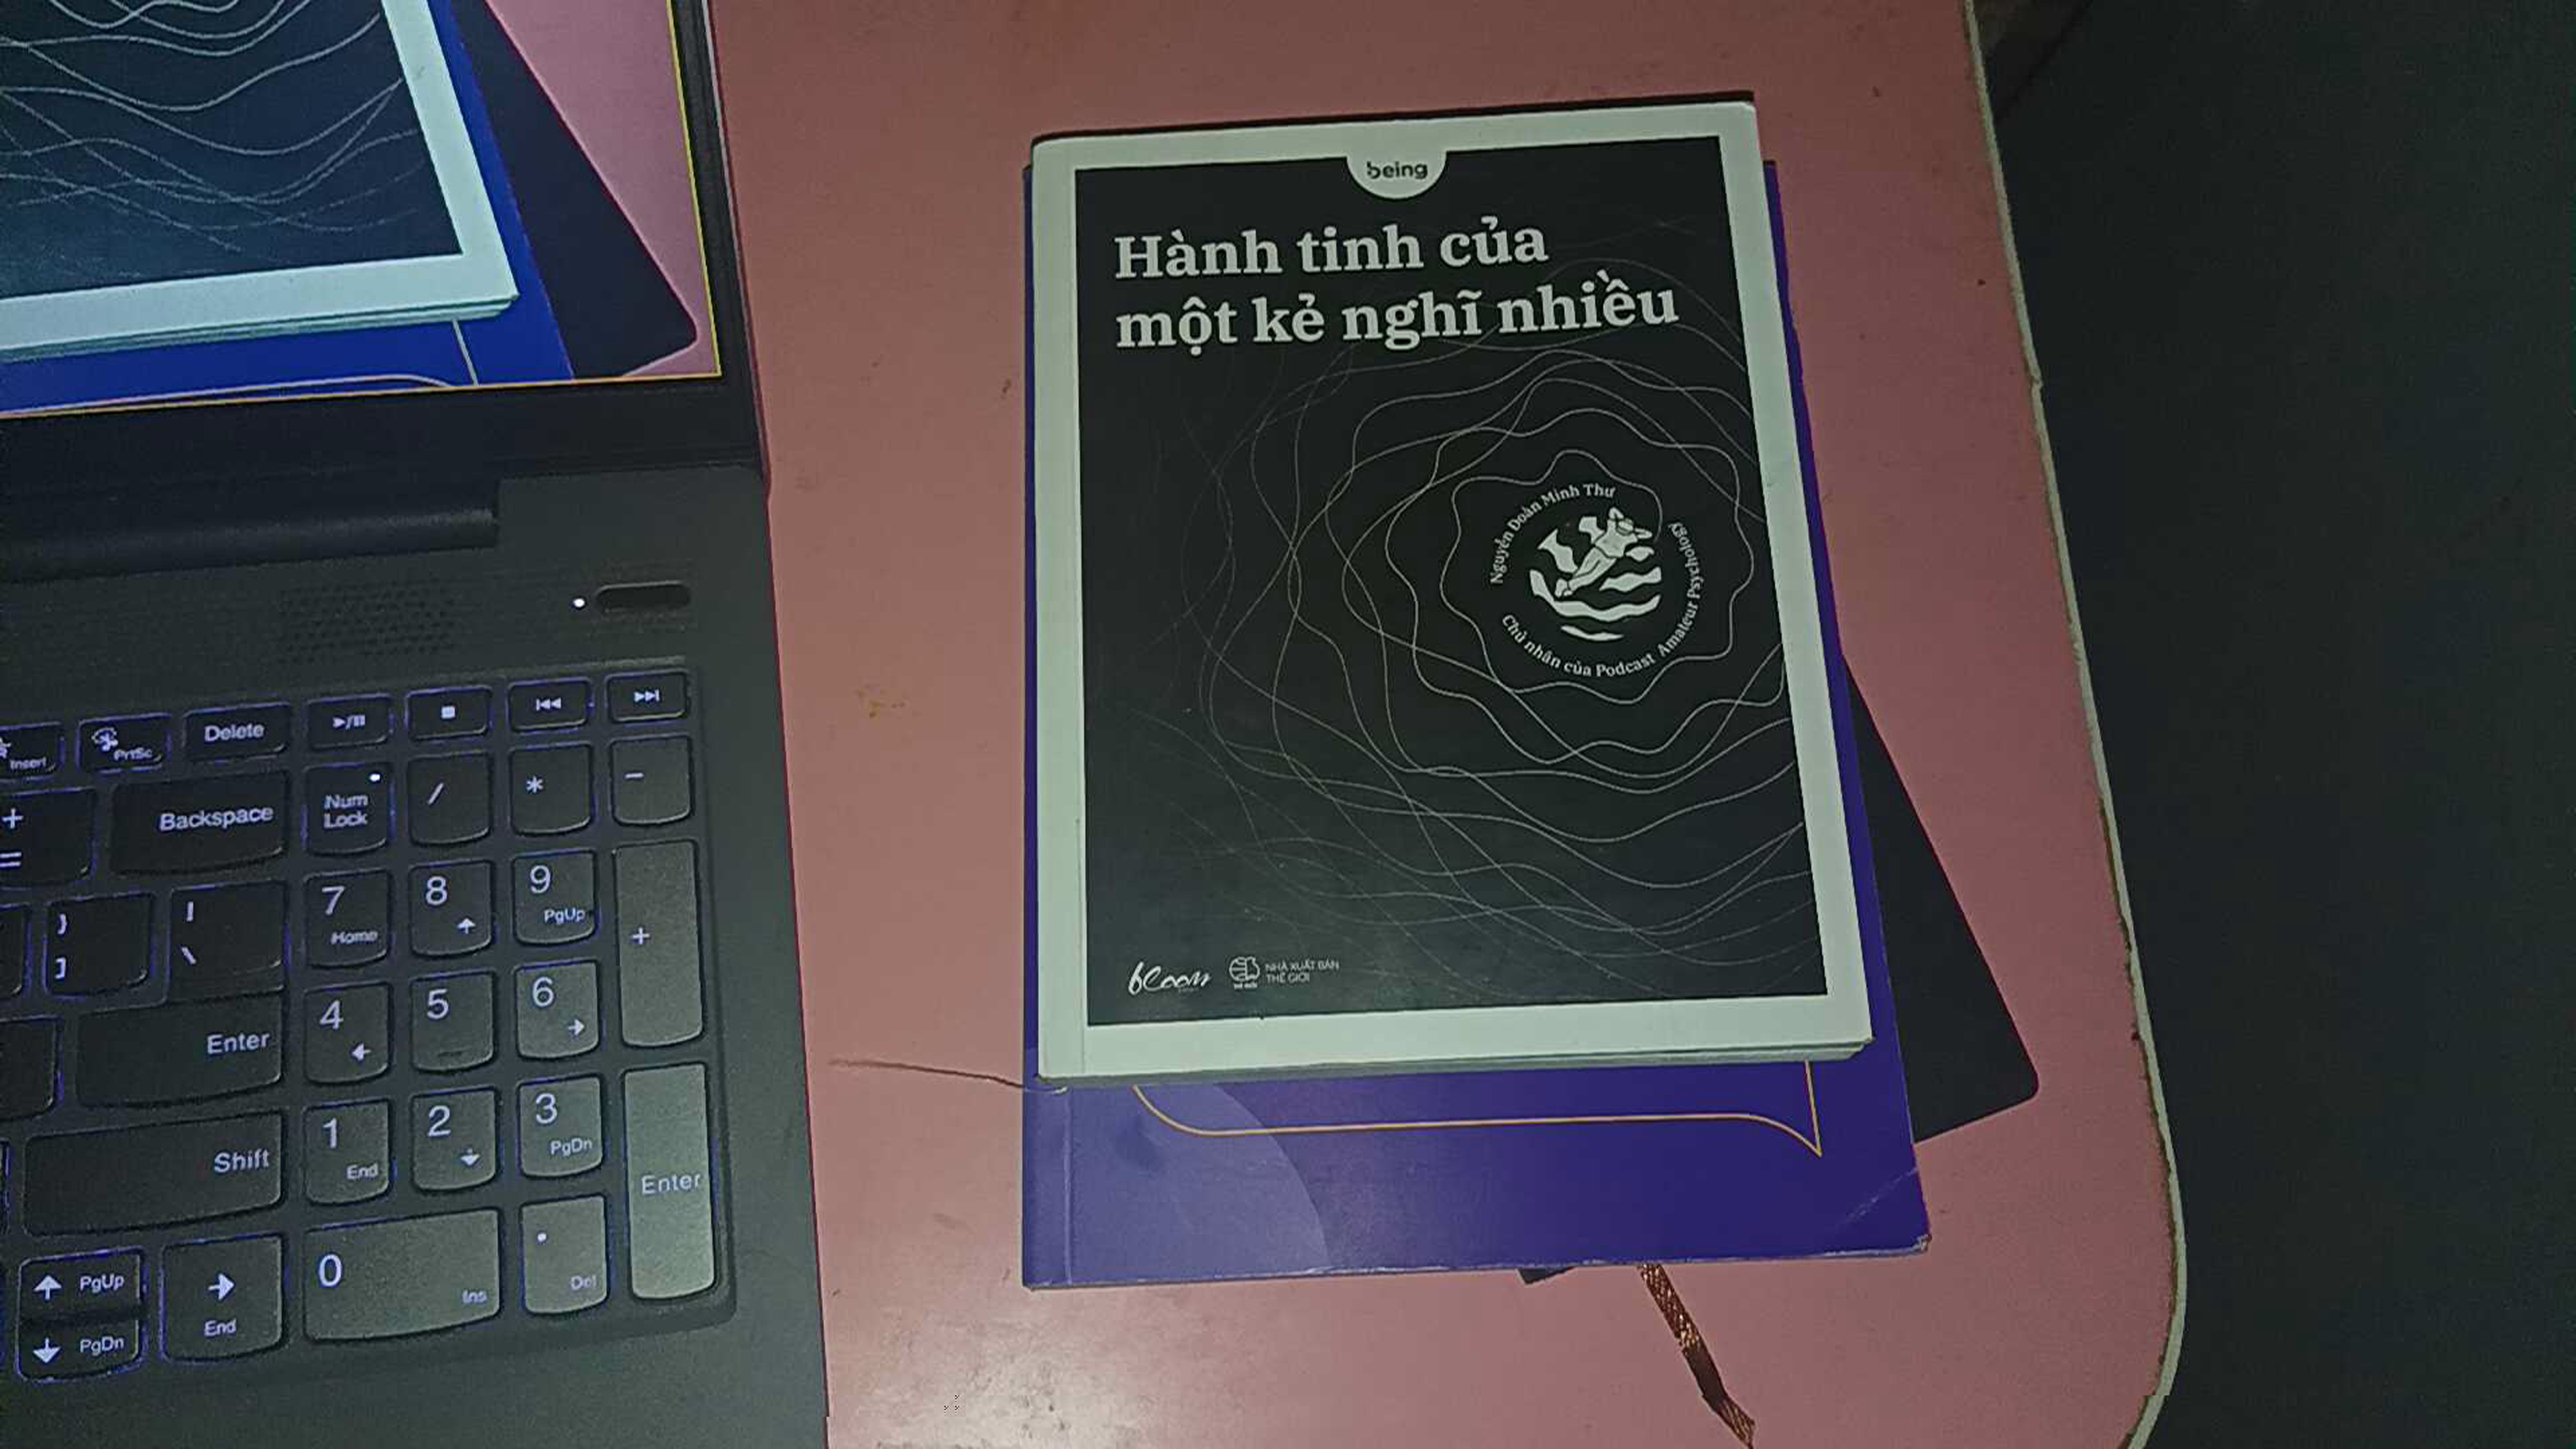 being
Hành tinh của
một kẻ nghĩ nhiều
Nguyễn Đoàn Minh Thư
Chủ nhân của Podcast Amateur Psychology
bloom
NHÀ XUẤT BẢN
THẾ GIỚI
THẾ GIỚI
Insert PrtSc Delete
+ = Backspace Num Lock / * -
} ] | \ 7 Home 8 9 PgUp +
Enter 4 5 6
Shift 1 End 2 3 PgDn Enter
PgUp PgDn End 0 Ins . Del